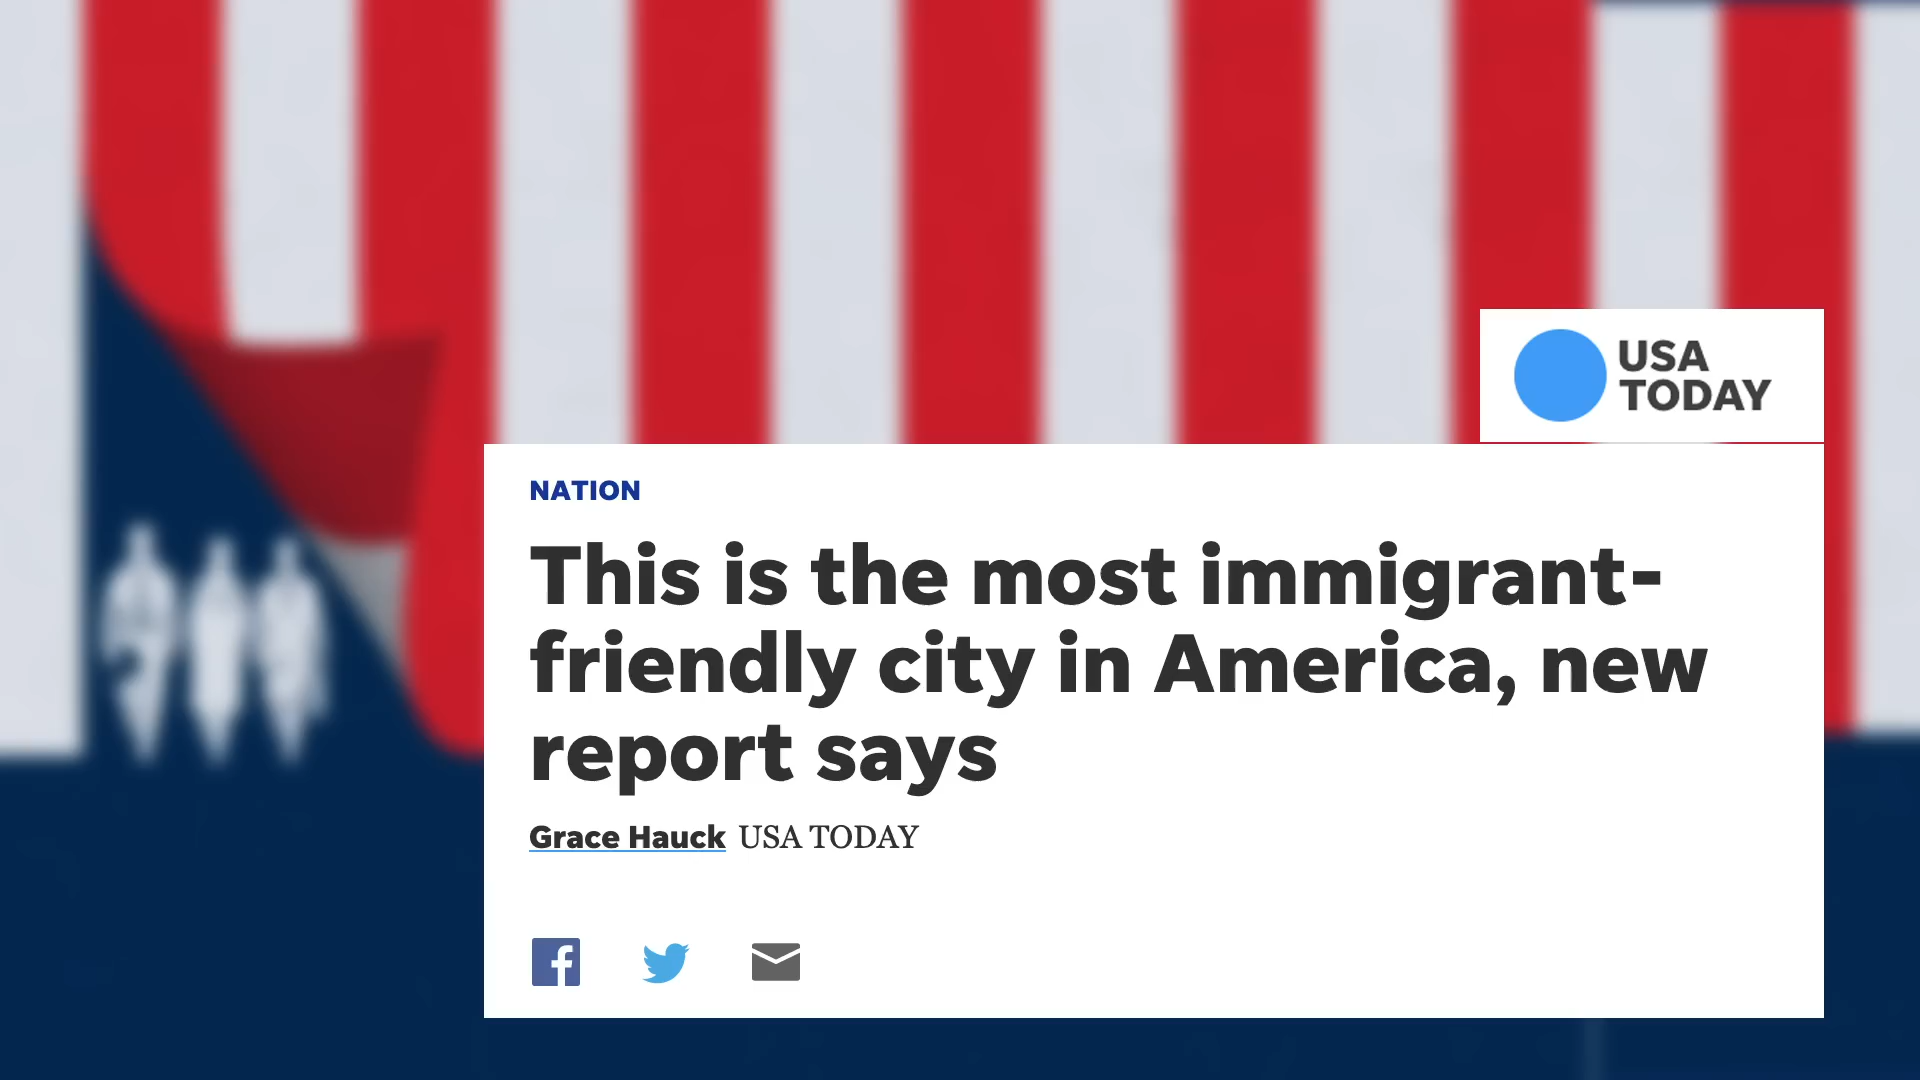 USA
TODAY
NATION
This is the most immigrant-
friendly city in America, new
report says
Grace Hauck USA TODAY